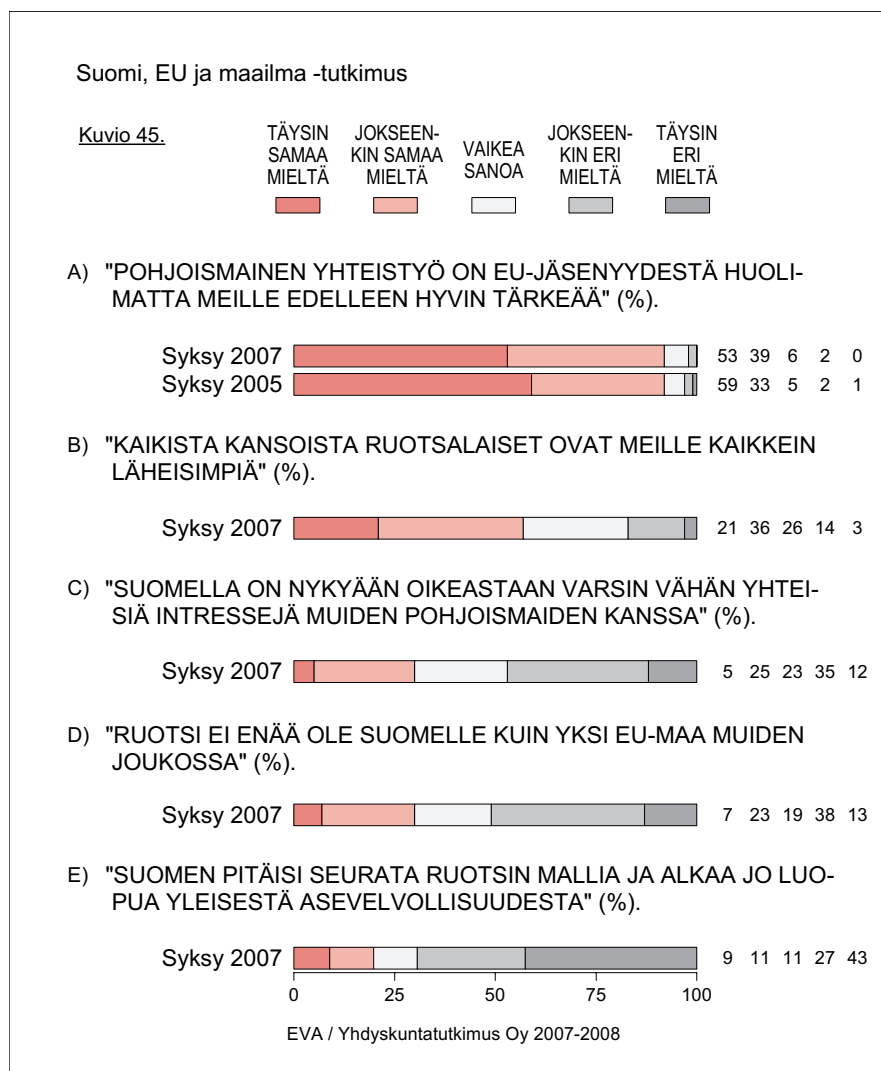 Suomi, EU ja maailma -tutkimus
Kuvio 45.
TÄYSIN SAMAA MIELTÄ
JOKSEEN-KIN SAMAA MIELTÄ
VAIKEA SANOA
JOKSEEN-KIN ERI MIELTÄ
TÄYSIN ERI MIELTÄ
A) "POHJOISMAINEN YHTEISTYÖ ON EU-JÄSENYYDESTÄ HUOLI-
MATTA MEILLE EDELLEEN HYVIN TÄRKEÄÄ" (%).
Syksy 2007 53 39 6 2 0
Syksy 2005 59 33 5 2 1
B) "KAIKISTA KANSOISTA RUOTSALAISET OVAT MEILLE KAIKKEIN
LÄHEISIMPIÄ" (%).
Syksy 2007 21 36 26 14 3
C) "SUOMELLA ON NYKYÄÄN OIKEASTAAN VARSIN VÄHÄN YHTEI-
SIÄ INTRESSEJÄ MUIDEN POHJOISMAIDEN KANSSA" (%).
Syksy 2007 5 25 23 35 12
D) "RUOTSI EI ENÄÄ OLE SUOMELLE KUIN YKSI EU-MAA MUIDEN
JOUKOSSA" (%).
Syksy 2007 7 23 19 38 13
E) "SUOMEN PITÄISI SEURATA RUOTSIN MALLIA JA ALKAA JO LUO-
PUA YLEISESTÄ ASEVELVOLLISUUDESTA" (%).
Syksy 2007 9 11 11 27 43
0 25 50 75 100
EVA / Yhdyskuntatutkimus Oy 2007-2008